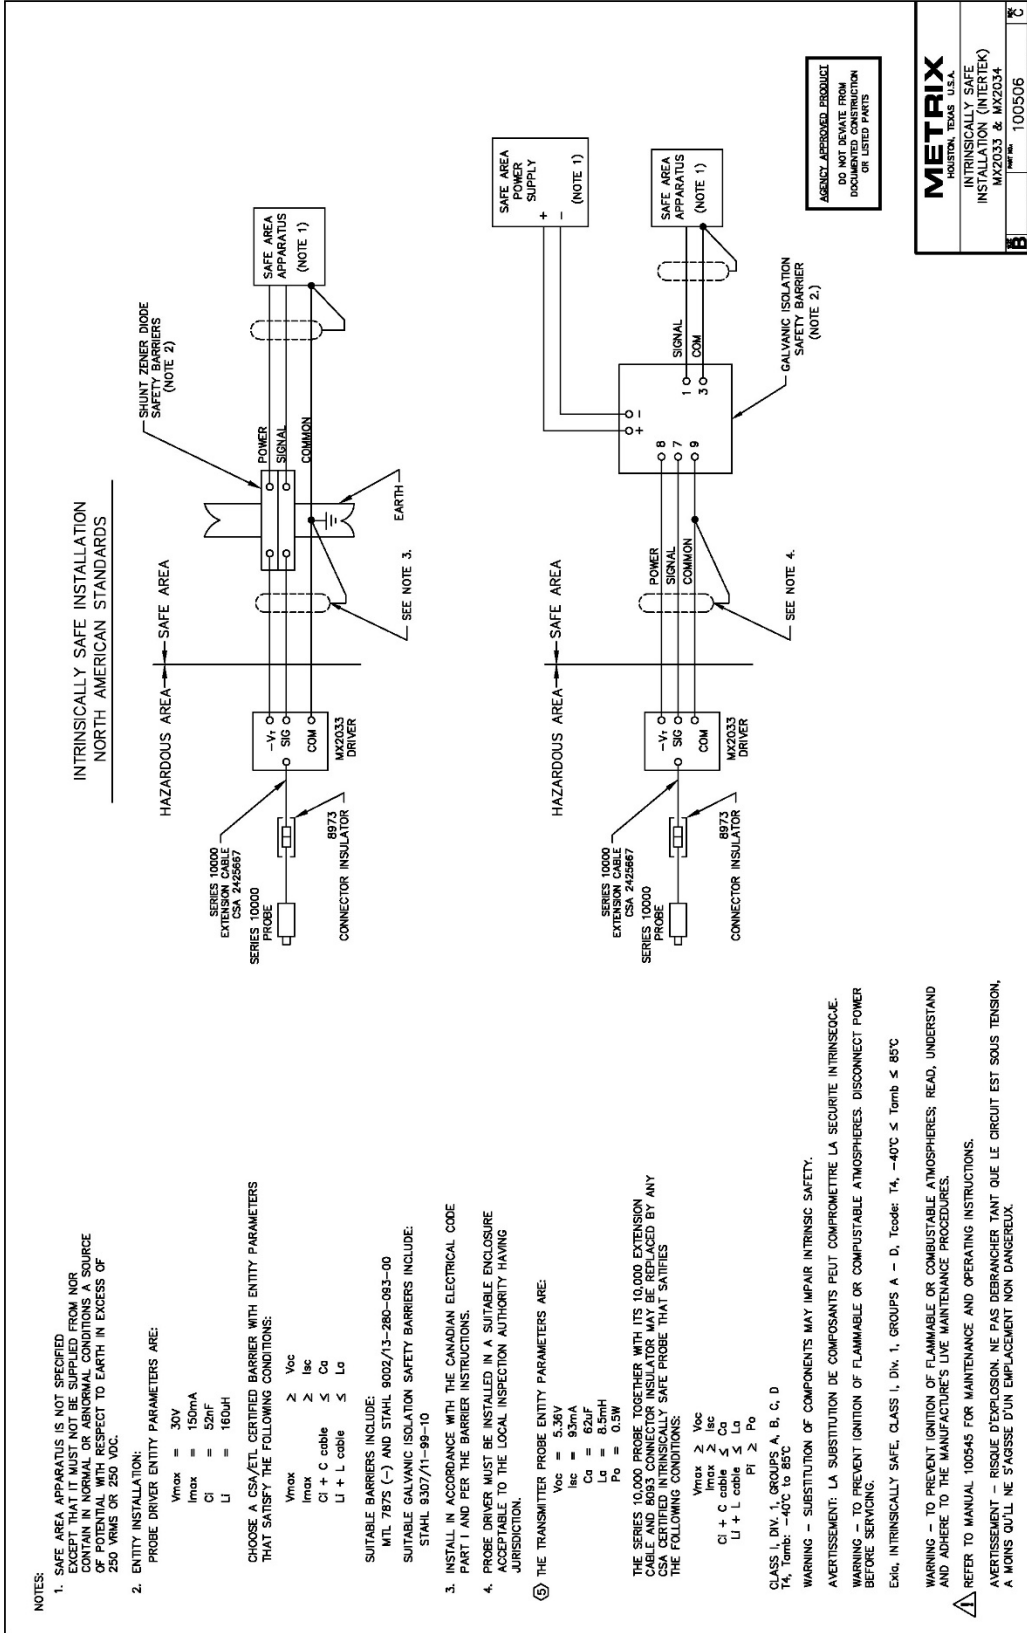 INTRINSICALLY SAFE INSTALLATION
NORTH AMERICAN STANDARDS
NOTES:
1. SAFE AREA APPARATUS IS NOT SPECIFIED
EXCEPT THAT IT MUST NOT BE SUPPLIED FROM NOR
CONTAIN IN NORMAL OR ABNORMAL CONDITIONS A SOURCE
OF POTENTIAL WITH RESPECT TO EARTH IN EXCESS OF
250 VRMS OR 250 VDC.
2. ENTITY INSTALLATION:
PROBE DRIVER ENTITY PARAMETERS ARE:
Vmax = 30V
Imax = 150mA
Ci = 52nF
Li = 160uH
CHOOSE A CSA/ETL CERTIFIED BARRIER WITH ENTITY PARAMETERS
THAT SATISFY THE FOLLOWING CONDITIONS:
Vmax ≥ Voc
Imax ≥ Isc
Ci + C cable ≤ Ca
Li + L cable ≤ La
SUITABLE BARRIERS INCLUDE:
MTL 787S (-) AND STAHL 9002/13-280-093-00
SUITABLE GALVANIC ISOLATION SAFETY BARRIERS INCLUDE:
STAHL 9307/11-99-10
3. INSTALL IN ACCORDANCE WITH THE CANADIAN ELECTRICAL CODE
PART I AND PER THE BARRIER INSTRUCTIONS.
4. PROBE DRIVER MUST BE INSTALLED IN A SUITABLE ENCLOSURE
ACCEPTABLE TO THE LOCAL INSPECTION AUTHORITY HAVING
JURISDICTION.
5 THE TRANSMITTER PROBE ENTITY PARAMETERS ARE:
Voc = 5.36V
Isc = 93mA
Ca = 62uF
La = 8.5mH
Po = 0.5W
THE SERIES 10,000 PROBE TOGETHER WITH ITS 10,000 EXTENSION
CABLE AND 8093 CONNECTOR INSULATOR MAY BE REPLACED BY ANY
CSA CERTIFIED INTRINSICALLY SAFE PROBE THAT SATISFIES
THE FOLLOWING CONDITIONS:
Vmax ≥ Voc
Imax ≥ Isc
Ci + C cable ≤ Ca
Li + L cable ≤ La
Pi ≥ Po
CLASS I, DIV. 1, GROUPS A, B, C, D
T4, Tamb: -40°C to 85°C
WARNING - SUBSTITUTION OF COMPONENTS MAY IMPAIR INTRINSIC SAFETY.
AVERTISSEMENT: LA SUBSTITUTION DE COMPOSANTS PEUT COMPROMETTRE LA SECURITE INTRINSEQCJE.
WARNING - TO PREVENT IGNITION OF FLAMMABLE OR COMPUSTABLE ATMOSPHERES. DISCONNECT POWER
BEFORE SERVICING.
Exia, INTRINSICALLY SAFE, CLASS I, Div. 1, GROUPS A - D, Tcode: T4, -40°C ≤ Tamb ≤ 85°C
WARNING - TO PREVENT IGNITION OF FLAMMABLE OR COMBUSTABLE ATMOSPHERES; READ, UNDERSTAND
AND ADHERE TO THE MANUFACTURE'S LIVE MAINTENANCE PROCEDURES.
REFER TO MANUAL 100545 FOR MAINTENANCE AND OPERATING INSTRUCTIONS.
AVERTISSEMENT - RISQUE D'EXPLOSION. NE PAS DEBRANCHER TANT QUE LE CIRCUIT EST SOUS TENSION,
A MOINS QU'LL NE S'AGISSE D'UN EMPLACEMENT NON DANGEREUX.
HAZARDOUS AREA
SAFE AREA
SERIES 10000
EXTENSION CABLE
CSA 2425667
SERIES 10000
PROBE
8973
CONNECTOR INSULATOR
-VT
SIG
COM
MX2033
DRIVER
SEE NOTE 3.
SHUNT ZENER DIODE
SAFETY BARRIERS
(NOTE 2)
POWER
SIGNAL
COMMON
EARTH
SAFE AREA
APPARATUS
(NOTE 1)
HAZARDOUS AREA
SAFE AREA
SERIES 10000
EXTENSION CABLE
CSA 2425667
SERIES 10000
PROBE
8973
CONNECTOR INSULATOR
-VT
SIG
COM
MX2033
DRIVER
POWER
SIGNAL
COMMON
SEE NOTE 4.
8
7
9
+ -
1
3
SIGNAL
COM
GALVANIC ISOLATION
SAFETY BARRIER
(NOTE 2.)
SAFE AREA
POWER
SUPPLY
+ -
(NOTE 1)
SAFE AREA
APPARATUS
(NOTE 1)
AGENCY APPROVED PRODUCT
DO NOT DEVIATE FROM
DOCUMENTED CONSTRUCTION
OR LISTED PARTS
METRIX
HOUSTON, TEXAS U.S.A.
INTRINSICALLY SAFE
INSTALLATION (INTERTEK)
MX2033 & MX2034
B
100506
C